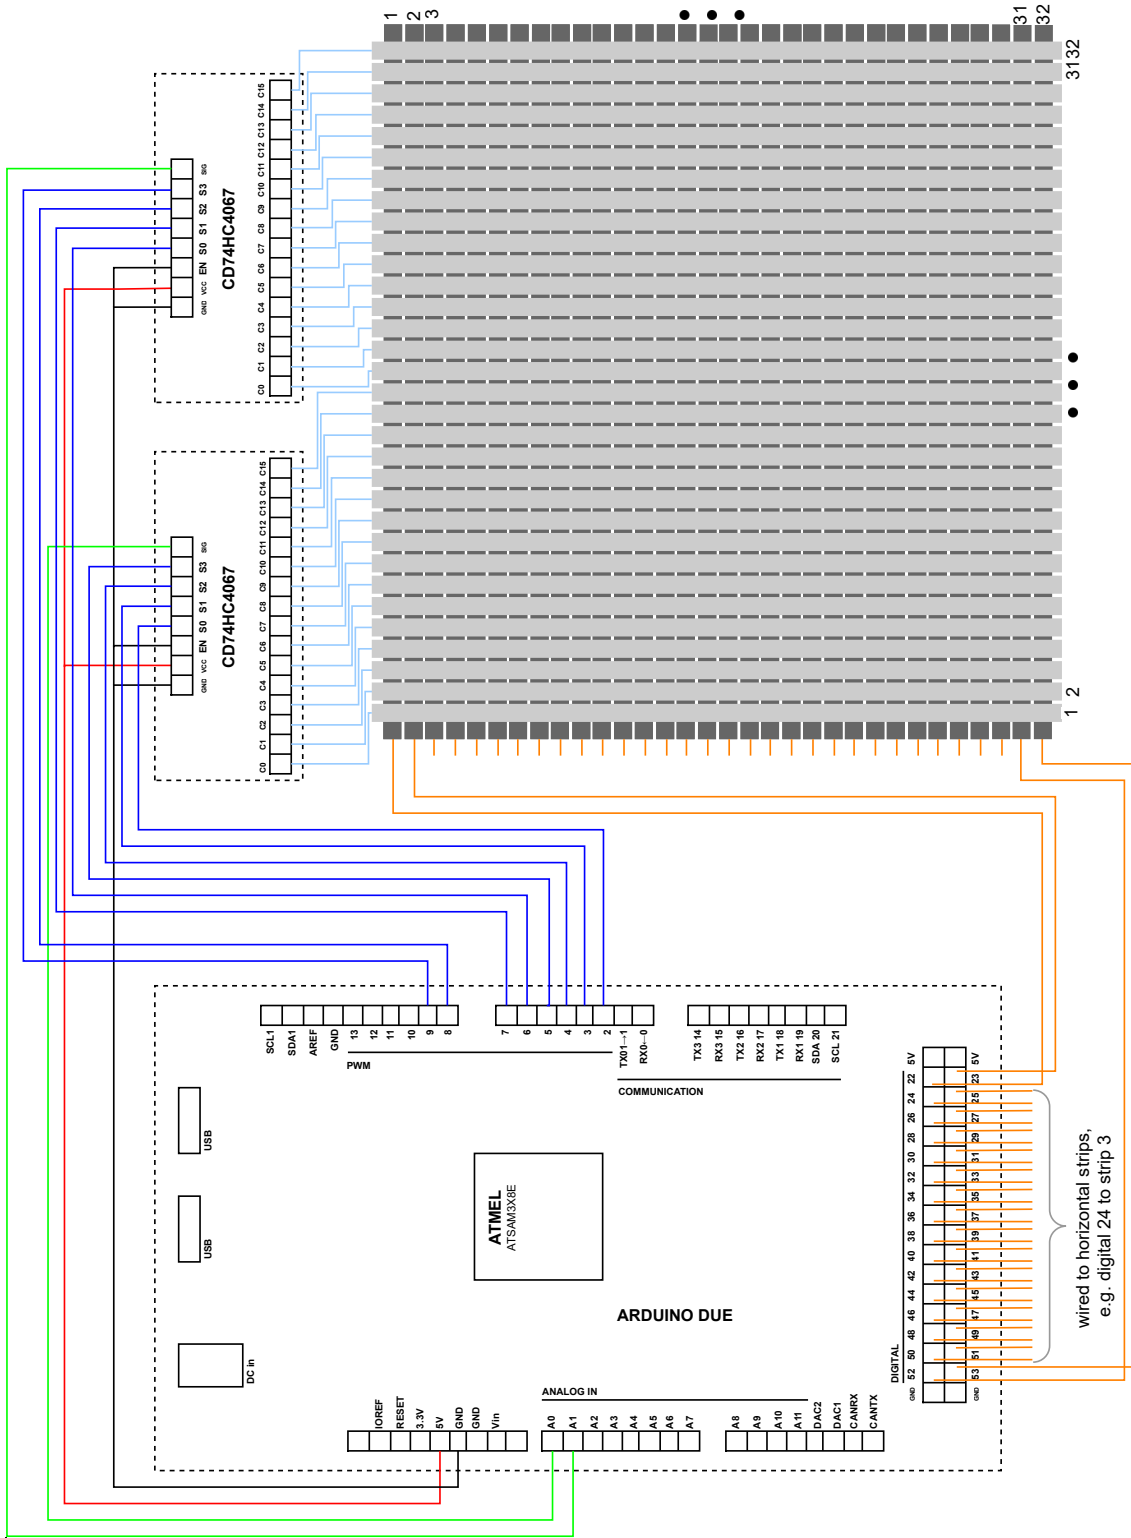 1
2
3
31
32
3132
1 2
C15
C14
C13
C12
C11
C10
C9
C8
C7
C6
C5
C4
C3
C2
C1
C0
SIG
S3
S2
S1
S0
EN
VCC
GND
CD74HC4067
C15
C14
C13
C12
C11
C10
C9
C8
C7
C6
C5
C4
C3
C2
C1
C0
SIG
S3
S2
S1
S0
EN
VCC
GND
CD74HC4067
SCL1
SDA1
AREF
GND
13
12
11
10
9
8
PWM
7
6
5
4
3
2
TX01→1
RX0←0
TX3 14
RX3 15
TX2 16
RX2 17
TX1 18
RX1 19
SDA 20
SCL 21
COMMUNICATION
USB
USB
DC in
ATMEL
ATSAM3X8E
ARDUINO DUE
5V
22
24
26
28
30
32
34
36
38
40
42
44
46
48
50
52
GND
DIGITAL
5V
23
25
27
29
31
33
35
37
39
41
43
45
47
49
51
53
GND
wired to horizontal strips,
e.g. digital 24 to strip 3
IOREF
RESET
3.3V
5V
GND
GND
Vin
ANALOG IN
A0
A1
A2
A3
A4
A5
A6
A7
A8
A9
A10
A11
DAC2
DAC1
CANRX
CANTX